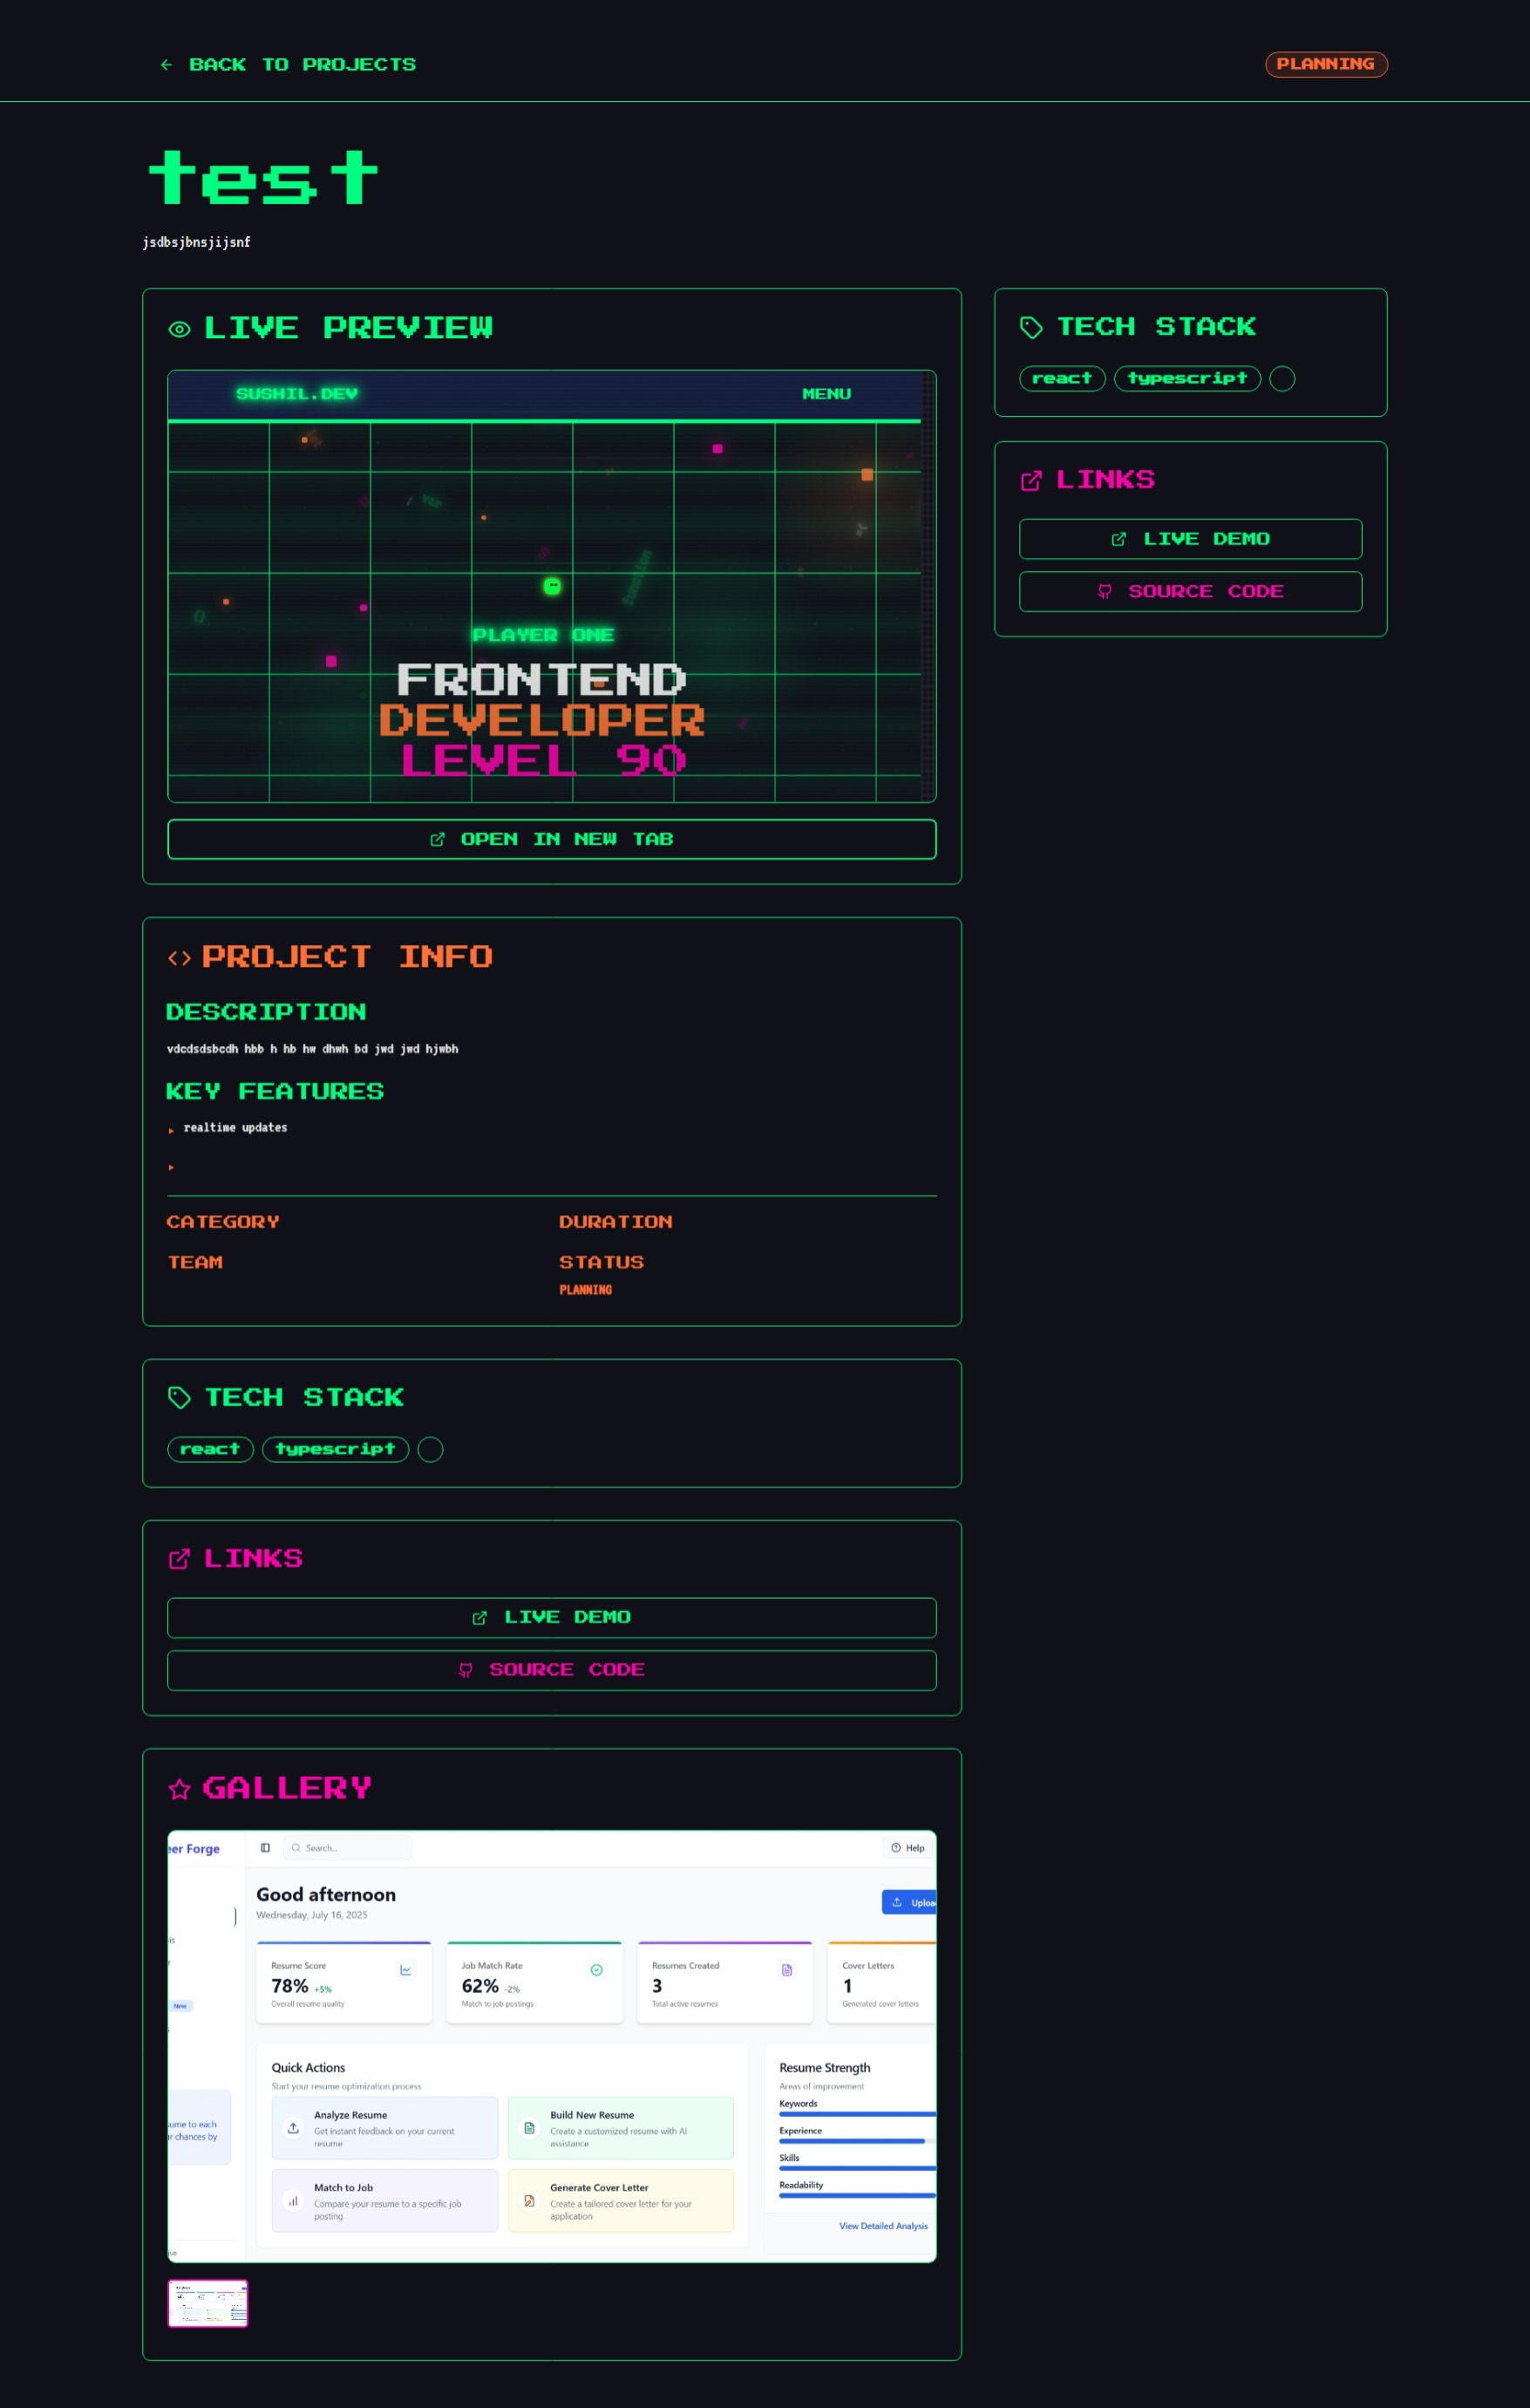 BACK TO PROJECTS
PLANNING
test
jsdbsjbnsjijsnf
LIVE PREVIEW
SUSHIL.DEV
MENU
var
function
{}
PLAYER ONE
FRONTEND
DEVELOPER
LEVEL 90
OPEN IN NEW TAB
TECH STACK
react
typescript
LINKS
LIVE DEMO
SOURCE CODE
PROJECT INFO
DESCRIPTION
vdcdsdsbcdh hbb h hb hw dhwh bd jwd jwd hjwbh
KEY FEATURES
realtime updates
CATEGORY
DURATION
TEAM
STATUS
PLANNING
TECH STACK
react
typescript
LINKS
LIVE DEMO
SOURCE CODE
GALLERY
eer Forge
Search...
Help
Good afternoon
Wednesday, July 16, 2025
Uploa
Resume Score
78% +5%
Overall resume quality
Job Match Rate
62% -2%
Match to job postings
Resumes Created
3
Total active resumes
Cover Letters
1
Generated cover letters
New
ume to each
r chances by
Quick Actions
Start your resume optimization process
Analyze Resume
Get instant feedback on your current
resume
Build New Resume
Create a customized resume with AI
assistance
Match to Job
Compare your resume to a specific job
posting
Generate Cover Letter
Create a tailored cover letter for your
application
Resume Strength
Areas of improvement
Keywords
Experience
Skills
Readability
View Detailed Analysis